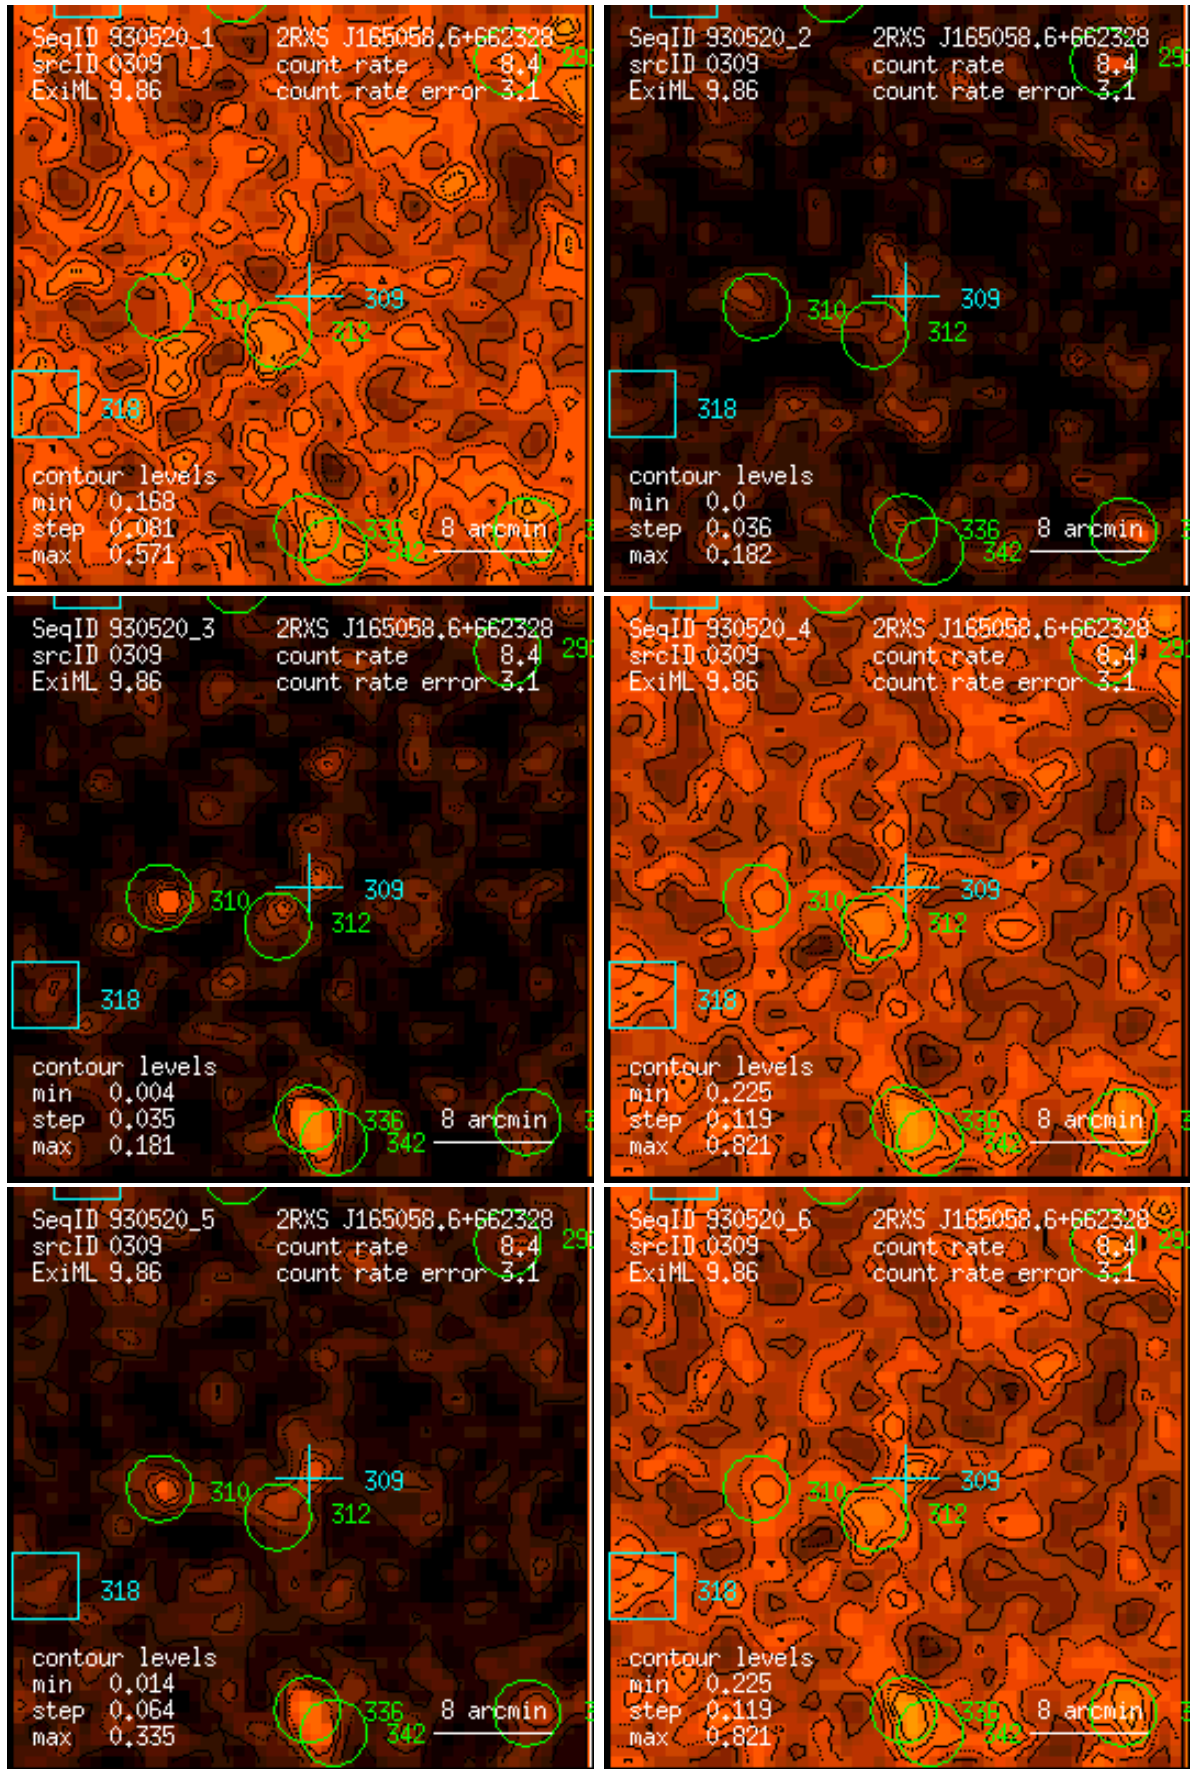 SeqID 930520_1 2RXS J165058.6+662328
srcID 0309 count rate 8.4 29
ExiML 9.86 count rate error 3.1
310 309
312
318
contour levels
min 0.168
step 0.081 336 8 arcmin
max 0.571 342
SeqID 930520_2 2RXS J165058.6+662328
srcID 0309 count rate 8.4 29
ExiML 9.86 count rate error 3.1
310 309
312
318
contour levels
min 0.0
step 0.036 336 8 arcmin
max 0.182 342
SeqID 930520_3 2RXS J165058.6+662328
srcID 0309 count rate 8.4 29
ExiML 9.86 count rate error 3.1
310 309
312
318
contour levels
min 0.004
step 0.035 336 8 arcmin
max 0.181 342
SeqID 930520_4 2RXS J165058.6+662328
srcID 0309 count rate 8.4 29
ExiML 9.86 count rate error 3.1
310 309
312
318
contour levels
min 0.225
step 0.119 336 8 arcmin
max 0.821 342
SeqID 930520_5 2RXS J165058.6+662328
srcID 0309 count rate 8.4 29
ExiML 9.86 count rate error 3.1
310 309
312
318
contour levels
min 0.014
step 0.064 336 8 arcmin
max 0.335 342
SeqID 930520_6 2RXS J165058.6+662328
srcID 0309 count rate 8.4 29
ExiML 9.86 count rate error 3.1
310 309
312
318
contour levels
min 0.225
step 0.119 336 8 arcmin
max 0.821 342